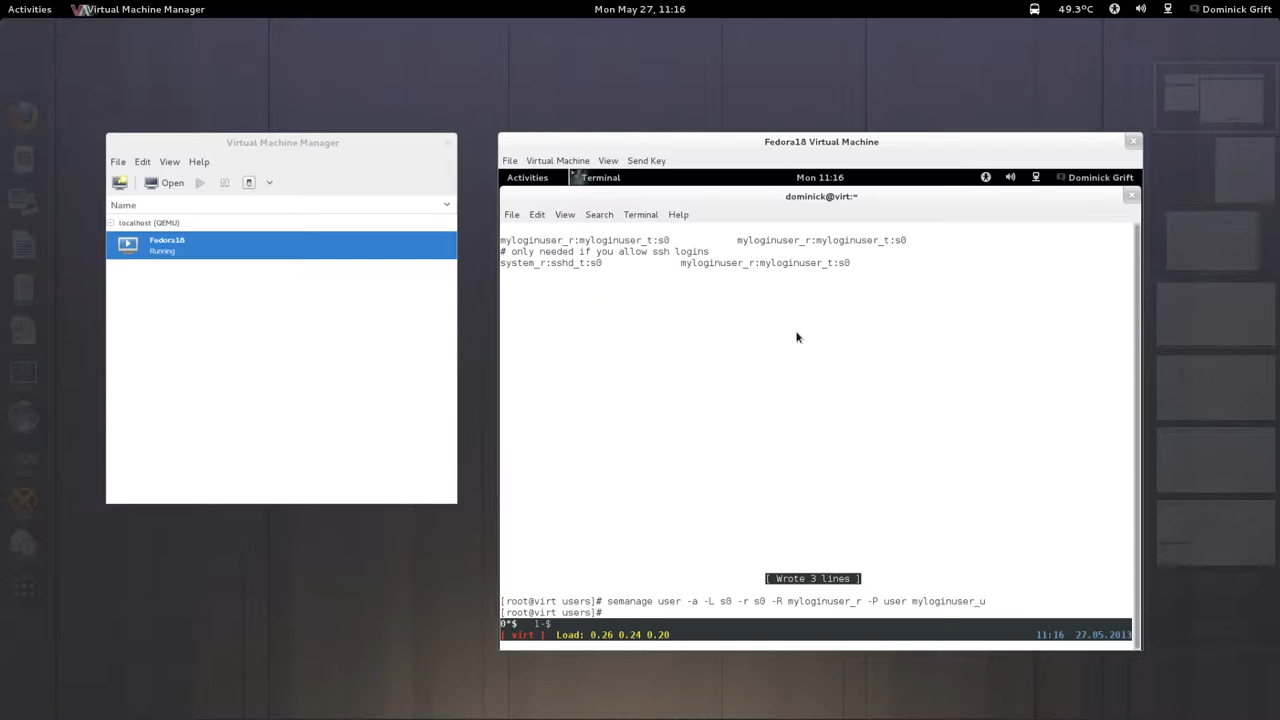 Activities Virtual Machine Manager Mon May 27, 11:16 49.3°C Dominick Grift
Virtual Machine Manager
File Edit View Help
Open
Name
localhost (QEMU)
Fedora18
Running
Fedora18 Virtual Machine
File Virtual Machine View Send Key
Activities Terminal Mon 11:16 Dominick Grift
dominick@virt:~
File Edit View Search Terminal Help
myloginuser_r:myloginuser_t:s0 myloginuser_r:myloginuser_t:s0
# only needed if you allow ssh logins
system_r:sshd_t:s0 myloginuser_r:myloginuser_t:s0
[ Wrote 3 lines ]
[root@virt users]# semanage user -a -L s0 -r s0 -R myloginuser_r -P user myloginuser_u
[root@virt users]#
0*$ 1-$
[ virt ] Load: 0.26 0.24 0.20 11:16 27.05.2013